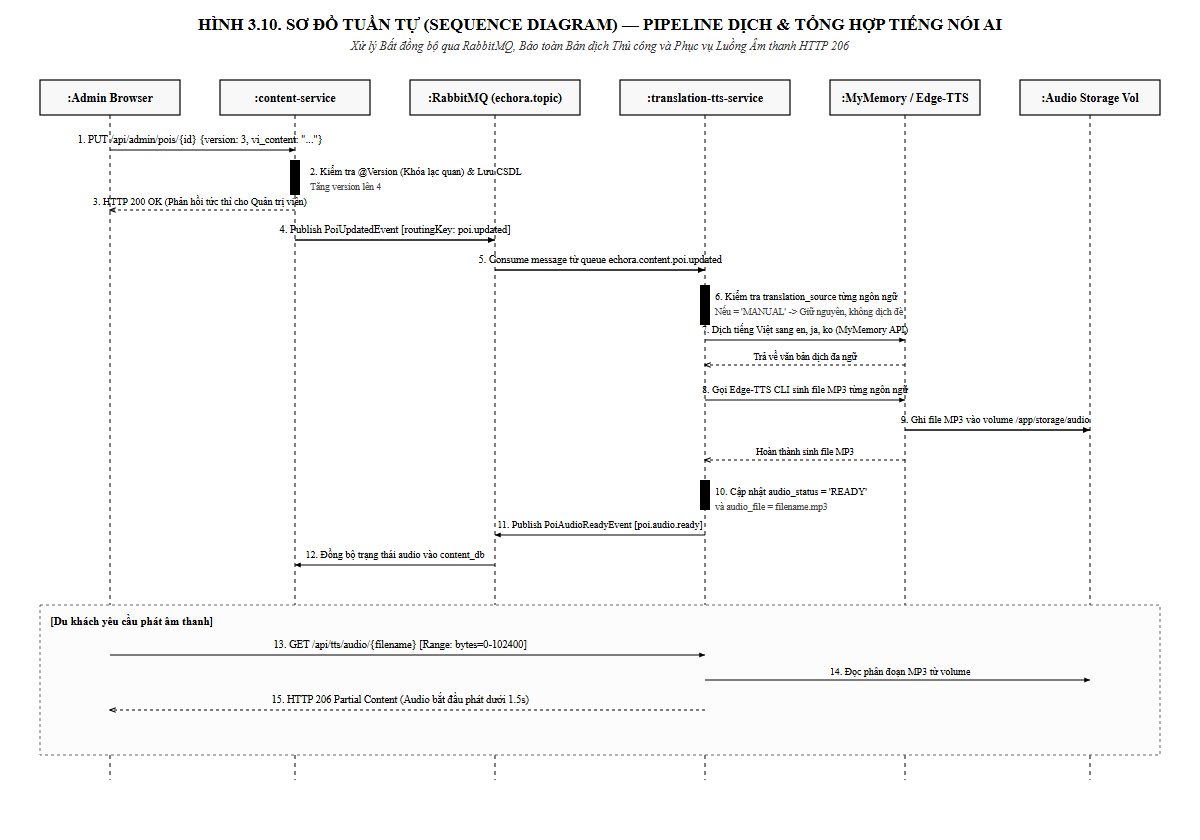 HÌNH 3.10. SƠ ĐỒ TUẦN TỰ (SEQUENCE DIAGRAM) — PIPELINE DỊCH & TỔNG HỢP TIẾNG NÓI AI
Xử lý Bất đồng bộ qua RabbitMQ, Bảo toàn Bản dịch Thủ công và Phục vụ Luồng Âm thanh HTTP 206
:Admin Browser
:content-service
:RabbitMQ (echora.topic)
:translation-tts-service
:MyMemory / Edge-TTS
:Audio Storage Vol
1. PUT /api/admin/pois/{id} {version: 3, vi_content: "..."}
2. Kiểm tra @Version (Khóa lạc quan) & Lưu CSDL
Tăng version lên 4
3. HTTP 200 OK (Phản hồi tức thì cho Quản trị viên)
4. Publish PoiUpdatedEvent [routingKey: poi.updated]
5. Consume message từ queue echora.content.poi.updated
6. Kiểm tra translation_source từng ngôn ngữ
Nếu = 'MANUAL' -> Giữ nguyên, không dịch đè
7. Dịch tiếng Việt sang en, ja, ko (MyMemory API)
Trả về văn bản dịch đa ngữ
8. Gọi Edge-TTS CLI sinh file MP3 từng ngôn ngữ
9. Ghi file MP3 vào volume /app/storage/audio
Hoàn thành sinh file MP3
10. Cập nhật audio_status = 'READY'
và audio_file = filename.mp3
11. Publish PoiAudioReadyEvent [poi.audio.ready]
12. Đồng bộ trạng thái audio vào content_db
[Du khách yêu cầu phát âm thanh]
13. GET /api/tts/audio/{filename} [Range: bytes=0-102400]
14. Đọc phân đoạn MP3 từ volume
15. HTTP 206 Partial Content (Audio bắt đầu phát dưới 1.5s)